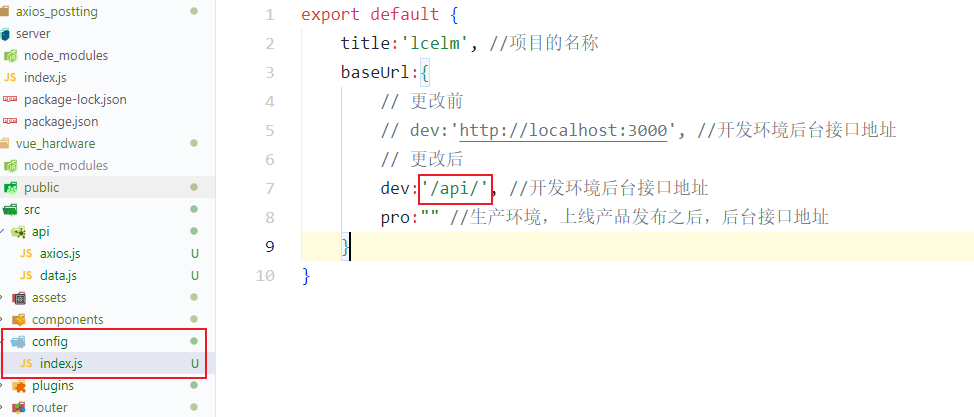 axios_postting
server
node_modules
JS index.js
package-lock.json
package.json
vue_hardware
node_modules
public
src
api
JS axios.js U
JS data.js U
assets
components
config
JS index.js U
plugins
router
1 export default {
2 title:'lcelm', //项目的名称
3 baseUrl:{
4 // 更改前
5 // dev:'http://localhost:3000', //开发环境后台接口地址
6 // 更改后
7 dev:'/api/', //开发环境后台接口地址
8 pro:"" //生产环境，上线产品发布之后，后台接口地址
9 }
10 }